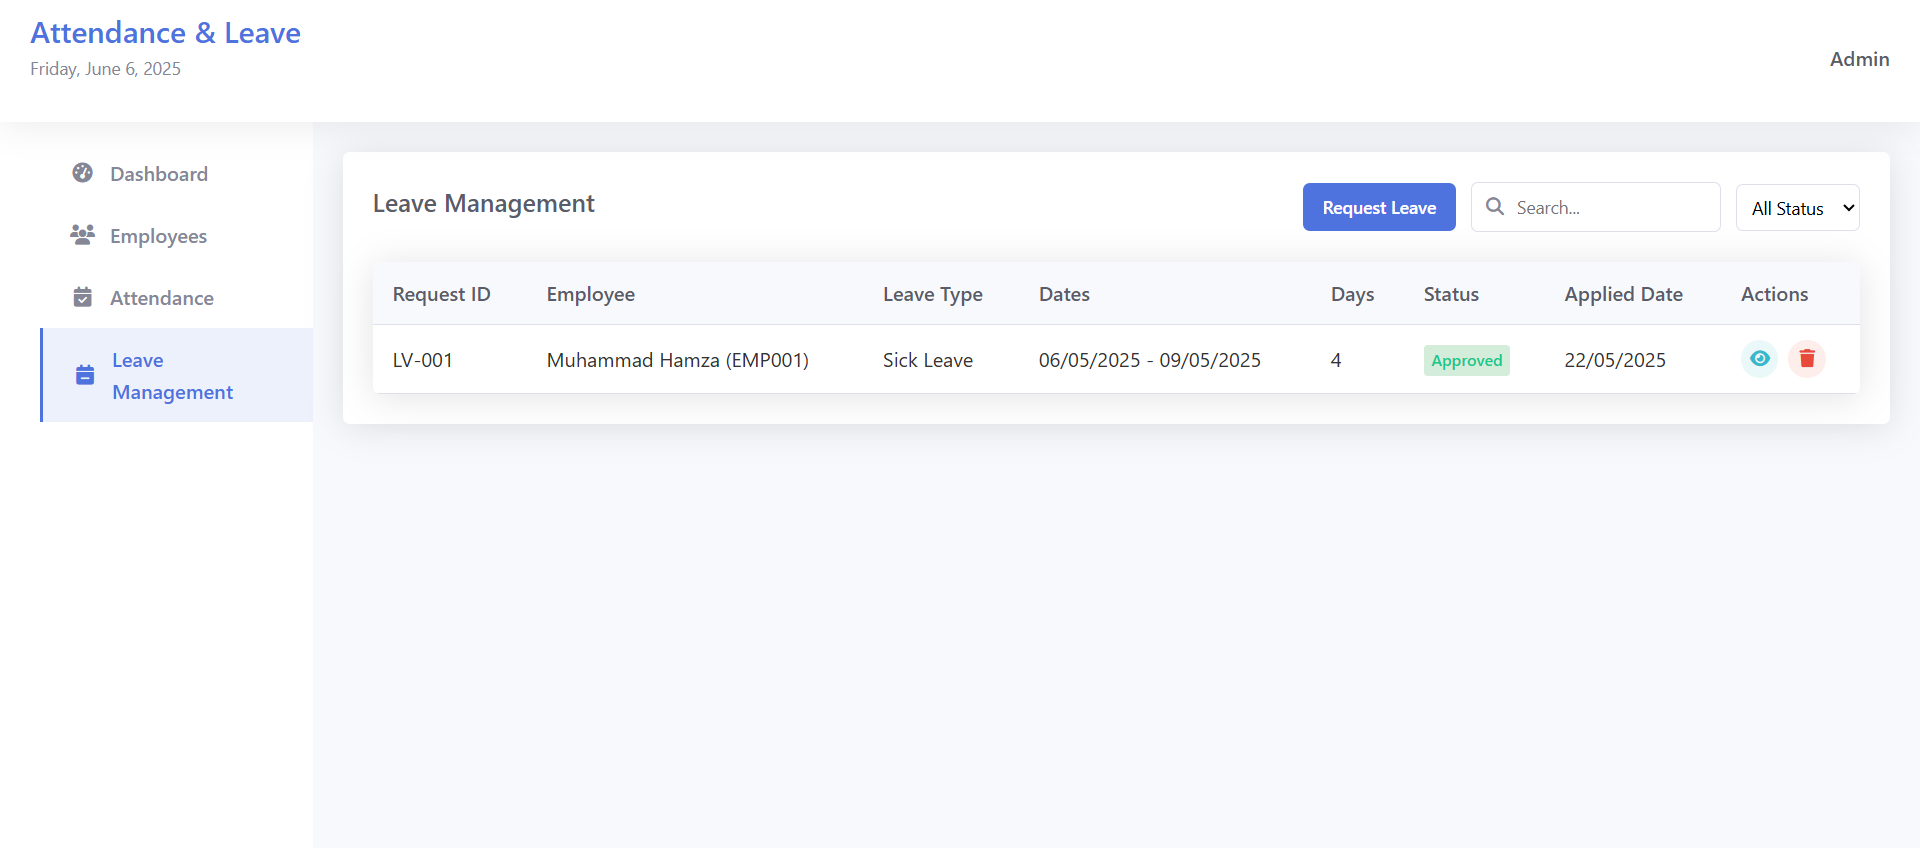 Attendance & Leave
Friday, June 6, 2025
Admin
Dashboard
Employees
Attendance
Leave
Management
Leave Management
Request Leave
Search...
All Status
Request ID Employee Leave Type Dates Days Status Applied Date Actions
LV-001 Muhammad Hamza (EMP001) Sick Leave 06/05/2025 - 09/05/2025 4 Approved 22/05/2025